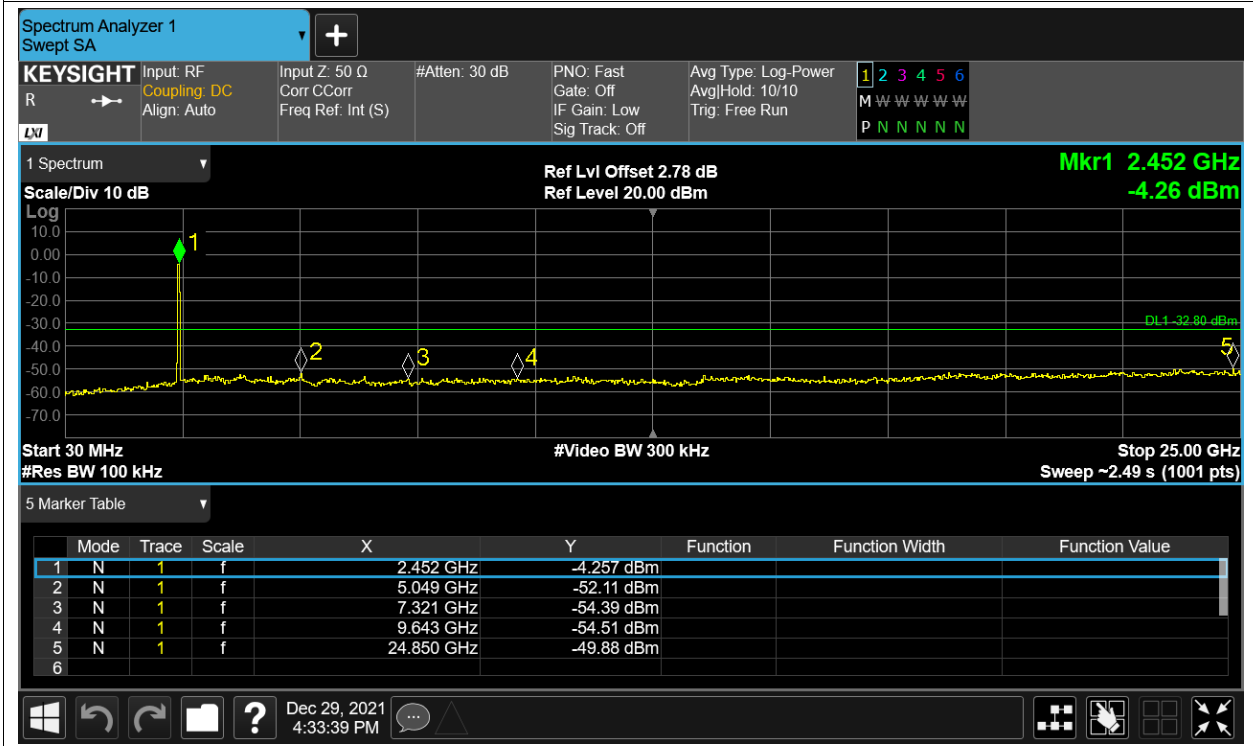 Spectrum Analyzer 1
Swept SA
+
KEYSIGHT Input: RF Input Z: 50 Ω #Atten: 30 dB PNO: Fast Avg Type: Log-Power 1 2 3 4 5 6
R Coupling: DC Corr CCorr Gate: Off Avg|Hold: 10/10 M W W W W W
Align: Auto Freq Ref: Int (S) IF Gain: Low Trig: Free Run
LXI Sig Track: Off P N N N N N
1 Spectrum Ref Lvl Offset 2.78 dB Mkr1 2.452 GHz
Scale/Div 10 dB Ref Level 20.00 dBm -4.26 dBm
Log
10.0
1
0.00
-10.0
-20.0
-30.0 DL1 -32.80 dBm
-40.0
2 3 4 5
-50.0
-60.0
-70.0
Start 30 MHz #Video BW 300 kHz Stop 25.00 GHz
#Res BW 100 kHz Sweep ~2.49 s (1001 pts)
5 Marker Table
Mode Trace Scale X Y Function Function Width Function Value
1 N 1 f 2.452 GHz -4.257 dBm
2 N 1 f 5.049 GHz -52.11 dBm
3 N 1 f 7.321 GHz -54.39 dBm
4 N 1 f 9.643 GHz -54.51 dBm
5 N 1 f 24.850 GHz -49.88 dBm
6
? Dec 29, 2021
4:33:39 PM